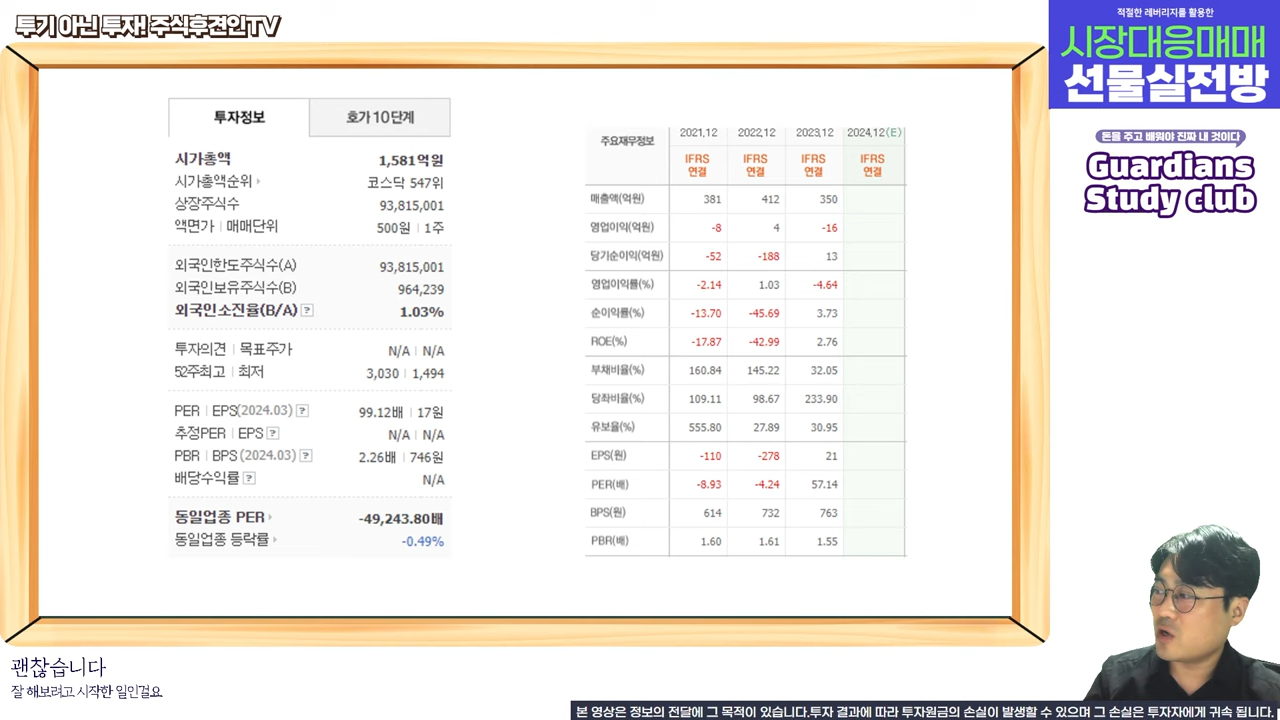 투기 아닌 투재! 주식후견인TV
적절한 레버리지를 활용한
시장대응매매
선물실전방
돈을 주고 배워야 진짜 내 것이다
Guardians
Study club
투자정보 호가 10단계
시가총액 1,581억원
시가총액순위 코스닥 547위
상장주식수 93,815,001
액면가 | 매매단위 500원 | 1주
외국인한도주식수(A) 93,815,001
외국인보유주식수(B) 964,239
외국인소진율(B/A) ? 1.03%
투자의견 | 목표주가 N/A | N/A
52주최고 | 최저 3,030 | 1,494
PER | EPS(2024.03) ? 99.12배 | 17원
추정PER | EPS ? N/A | N/A
PBR | BPS (2024.03) ? 2.26배 | 746원
배당수익률 ? N/A
동일업종 PER -49,243.80배
동일업종 등락률 -0.49%
주요재무정보 2021.12 2022.12 2023.12 2024.12(E)
IFRS IFRS IFRS IFRS
연결 연결 연결 연결
매출액(억원) 381 412 350
영업이익(억원) -8 4 -16
당기순이익(억원) -52 -188 13
영업이익률(%) -2.14 1.03 -4.64
순이익률(%) -13.70 -45.69 3.73
ROE(%) -17.87 -42.99 2.76
부채비율(%) 160.84 145.22 32.05
당좌비율(%) 109.11 98.67 233.90
유보율(%) 555.80 27.89 30.95
EPS(원) -110 -278 21
PER(배) -8.93 -4.24 57.14
BPS(원) 614 732 763
PBR(배) 1.60 1.61 1.55
괜찮습니다
잘 해보려고 시작한 일인걸요
본 영상은 정보의 전달에 그 목적이 있습니다.투자 결과에 따라 투자원금의 손실이 발생할 수 있으며 그 손실은 투자자에게 귀속 됩니다.